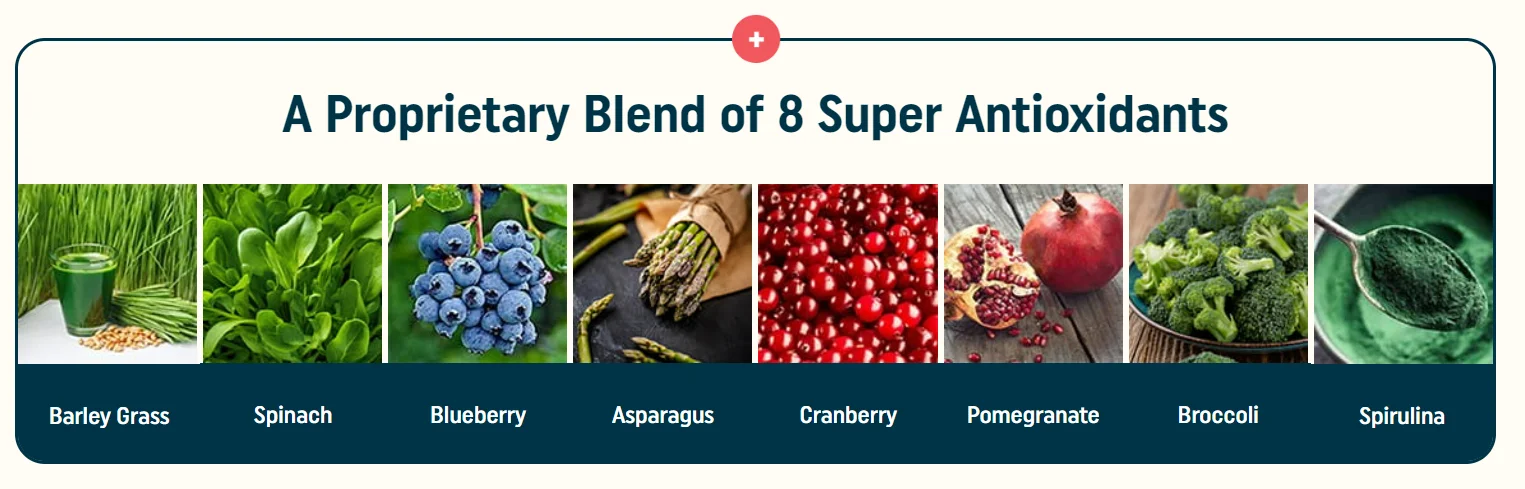 A Proprietary Blend of 8 Super Antioxidants
Barley Grass
Spinach
Blueberry
Asparagus
Cranberry
Pomegranate
Broccoli
Spirulina